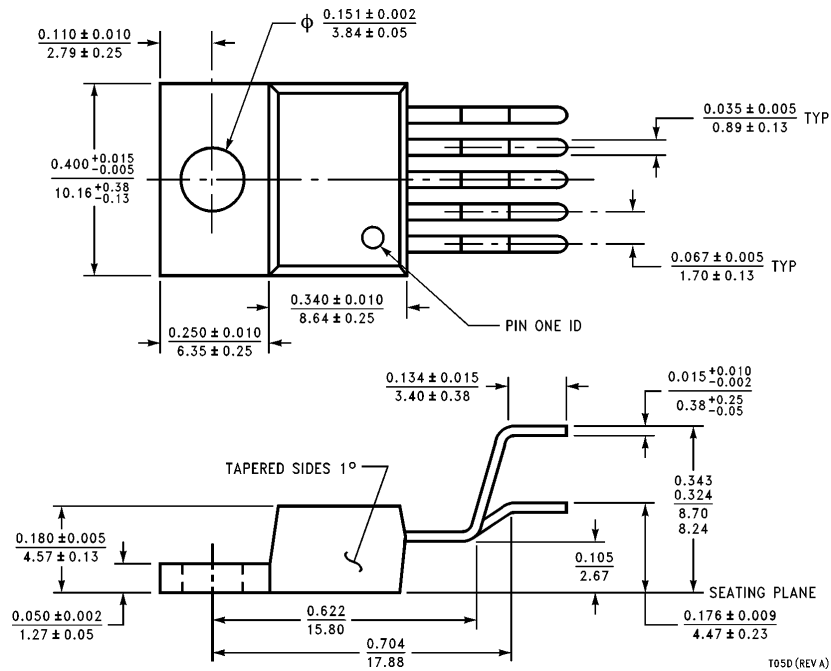 ϕ 0.151 ± 0.002
3.84 ± 0.05
0.110 ± 0.010
2.79 ± 0.25
0.035 ± 0.005 TYP
0.89 ± 0.13
0.400 +0.015 -0.005
10.16 +0.38 -0.13
0.067 ± 0.005 TYP
1.70 ± 0.13
0.340 ± 0.010
8.64 ± 0.25
PIN ONE ID
0.250 ± 0.010
6.35 ± 0.25
0.134 ± 0.015
3.40 ± 0.38
0.015 +0.010 -0.002
0.38 +0.25 -0.05
TAPERED SIDES 1°
0.343
0.324
8.70
8.24
0.180 ± 0.005
4.57 ± 0.13
0.105
2.67
SEATING PLANE
0.050 ± 0.002
1.27 ± 0.05
0.622
15.80
0.176 ± 0.009
4.47 ± 0.23
0.704
17.88
T05D (REV A)